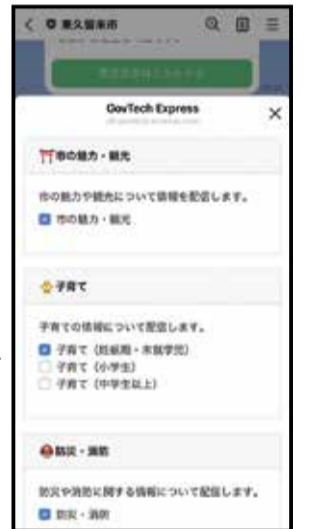 東久留米市
GovTech Express
市の魅力・観光
市の魅力や観光について情報を配信します。
市の魅力・観光
子育て
子育ての情報について配信します。
子育て（妊娠期・未就学児）
子育て（小学生）
子育て（中学生以上）
防災・消防
防災や消防に関する情報について配信します。
防災・消防